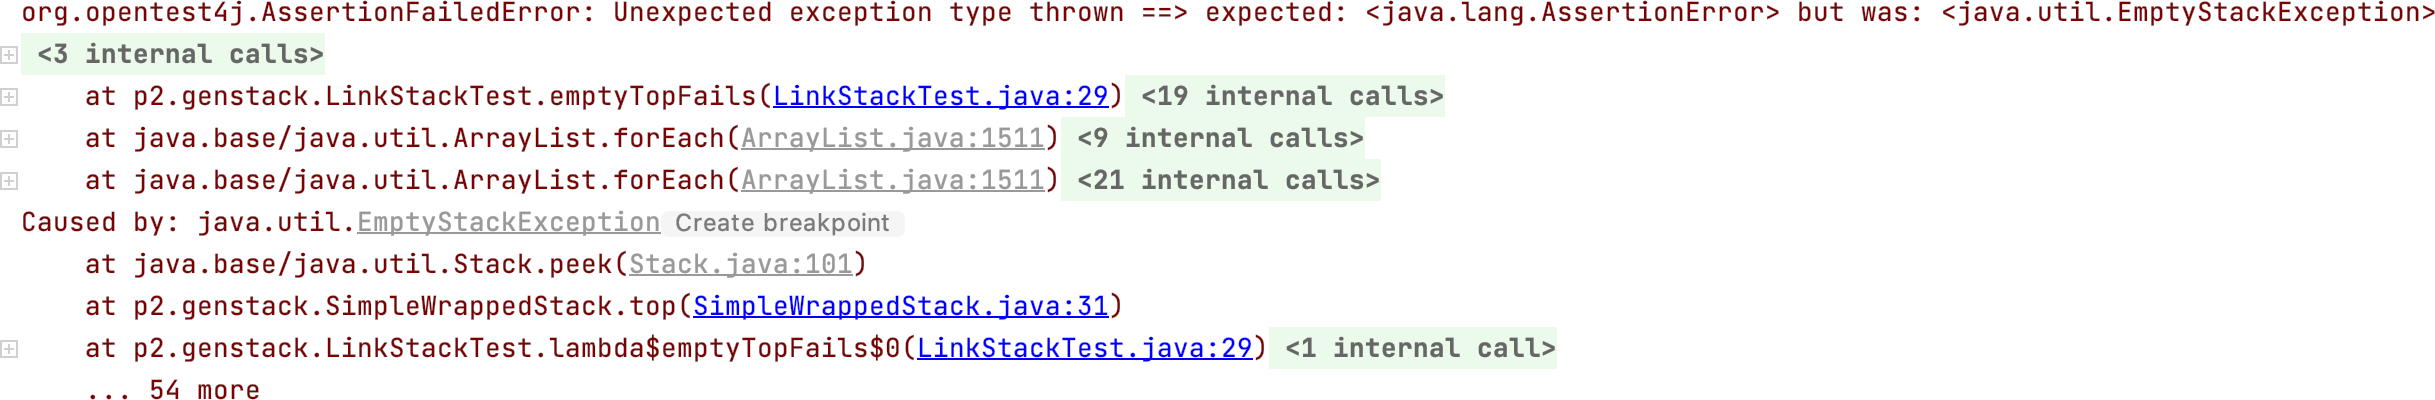 org.opentest4j.AssertionFailedError: Unexpected exception type thrown ==> expected: <java.lang.AssertionError> but was: <java.util.EmptyStackException>
<3 internal calls>
at p2.genstack.LinkStackTest.emptyTopFails(LinkStackTest.java:29) <19 internal calls>
at java.base/java.util.ArrayList.forEach(ArrayList.java:1511) <9 internal calls>
at java.base/java.util.ArrayList.forEach(ArrayList.java:1511) <21 internal calls>
Caused by: java.util.EmptyStackException Create breakpoint
at java.base/java.util.Stack.peek(Stack.java:101)
at p2.genstack.SimpleWrappedStack.top(SimpleWrappedStack.java:31)
at p2.genstack.LinkStackTest.lambda$emptyTopFails$0(LinkStackTest.java:29) <1 internal call>
... 54 more